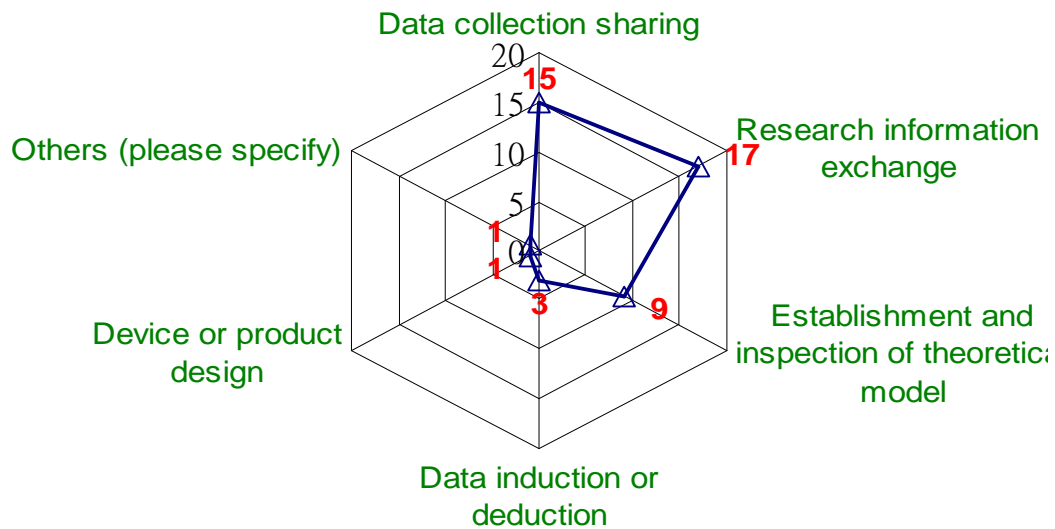 Data collection sharing
20
15
15
10
5
0
Research information
exchange
17
Others (please specify)
1
1
3
9
Device or product
design
Establishment and
inspection of theoretica
model
Data induction or
deduction